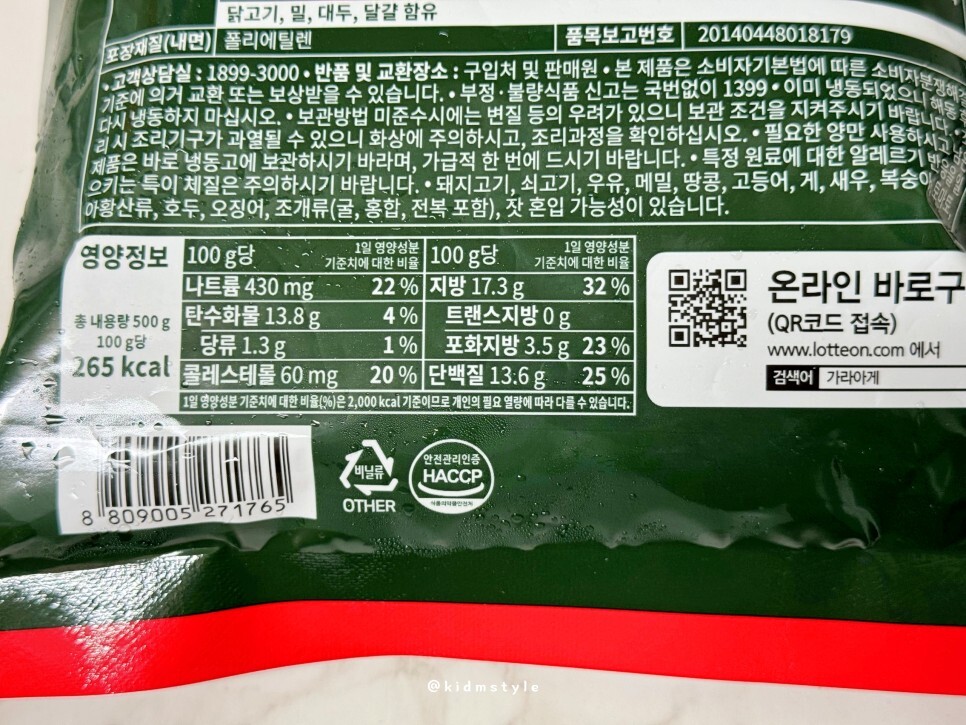 닭고기, 밀, 대두, 달걀 함유
포장재질(내면) 폴리에틸렌 품목보고번호 20140448018179
• 고객상담실 : 1899-3000 • 반품 및 교환장소 : 구입처 및 판매원 • 본 제품은 소비자기본법에 따른 소비자분쟁해결
기준에 의거 교환 또는 보상받을 수 있습니다. • 부정·불량식품 신고는 국번없이 1399 • 이미 냉동되었으니 해동 후
다시 냉동하지 마십시오. • 보관방법 미준수시에는 변질 등의 우려가 있으니 보관 조건을 지켜주시기 바랍니다.
리 시 조리기구가 과열될 수 있으니 화상에 주의하시고, 조리과정을 확인하십시오. • 필요한 양만 사용하시고,
제품은 바로 냉동고에 보관하시기 바라며, 가급적 한 번에 드시기 바랍니다. • 특정 원료에 대한 알레르기
으키는 특이 체질은 주의하시기 바랍니다. • 돼지고기, 쇠고기, 우유, 메밀, 땅콩, 고등어, 게, 새우, 복숭아
아황산류, 호두, 오징어, 조개류(굴, 홍합, 전복 포함), 잣 혼입 가능성이 있습니다.
영양정보
총 내용량 500 g
100 g당
265 kcal
100 g당 1일 영양성분 기준치에 대한 비율 100 g당 1일 영양성분 기준치에 대한 비율
나트륨 430 mg 22 % 지방 17.3 g 32 %
탄수화물 13.8 g 4 % 트랜스지방 0 g
당류 1.3 g 1 % 포화지방 3.5 g 23 %
콜레스테롤 60 mg 20 % 단백질 13.6 g 25 %
1일 영양성분 기준치에 대한 비율(%)은 2,000 kcal 기준이므로 개인의 필요 열량에 따라 다를 수 있습니다.
온라인 바로구
(QR코드 접속)
www.lotteon.com 에서
검색어 가라아게
8 809005 271765
비닐류
OTHER
안전관리인증
HACCP
식품의약품안전처
@kidmstyle